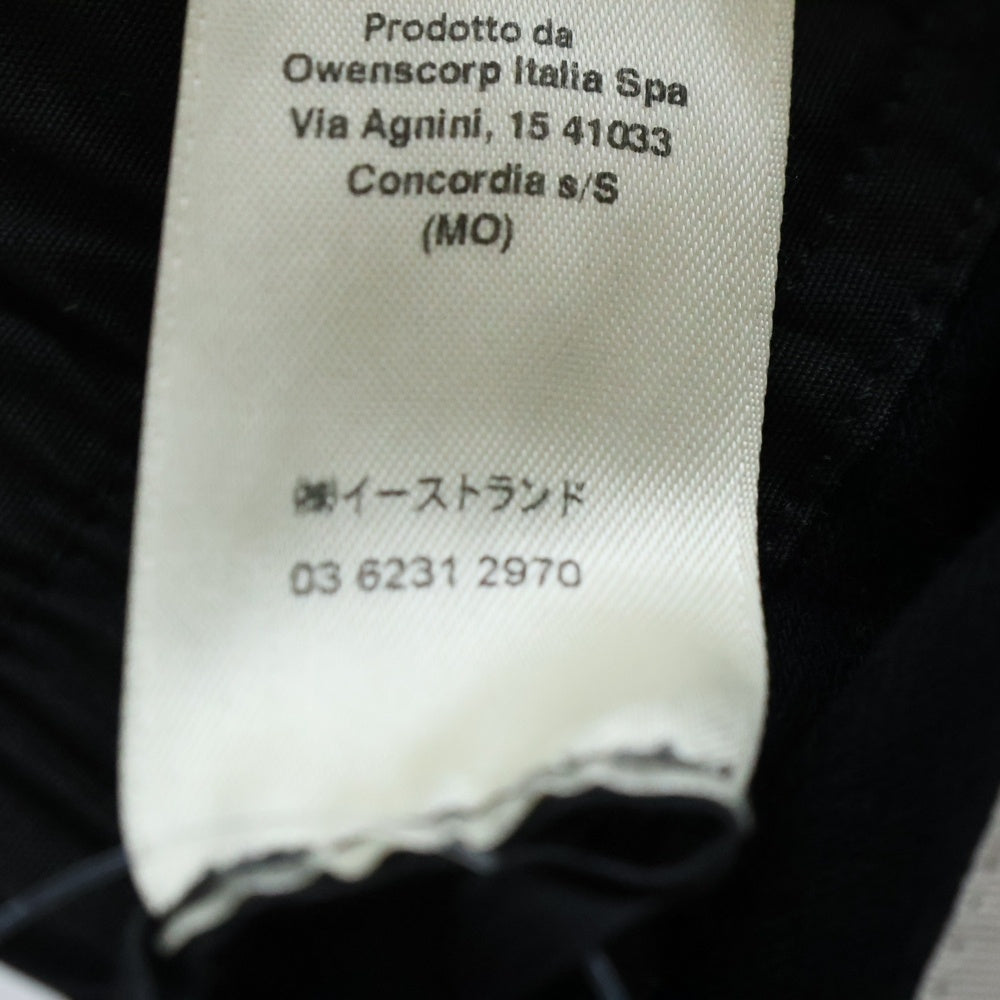 Prodotto da
Owenscorp Italia Spa
Via Agnini, 15 41033
Concordia s/S
(MO)
㈱イーストランド
03 6231 2970